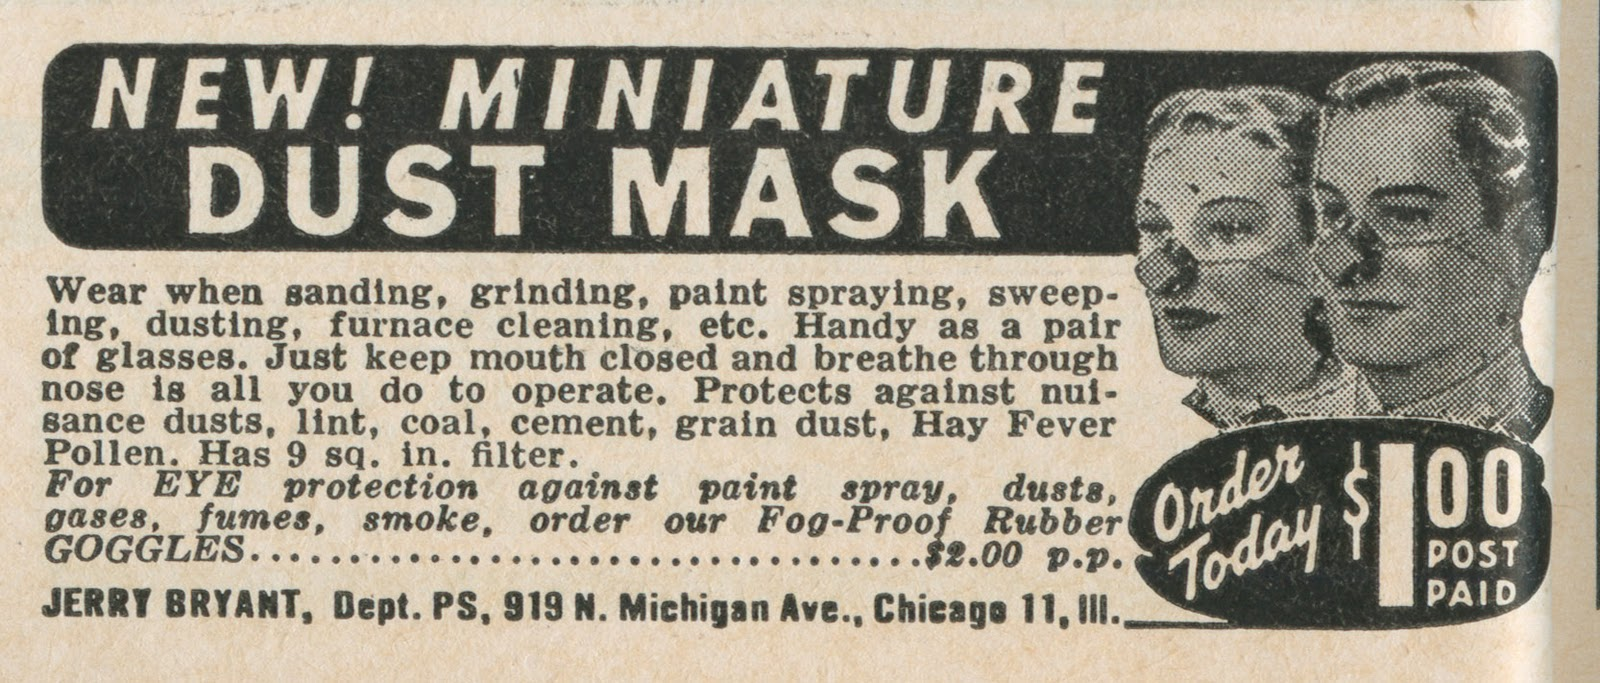 NEW! MINIATURE
DUST MASK
Wear when sanding, grinding, paint spraying, sweep-
ing, dusting, furnace cleaning, etc. Handy as a pair
of glasses. Just keep mouth closed and breathe through
nose is all you do to operate. Protects against nui-
sance dusts, lint, coal, cement, grain dust, Hay Fever
Pollen. Has 9 sq. in. filter.
For EYE protection against paint spray, dusts,
gases, fumes, smoke, order our Fog-Proof Rubber
GOGGLES.................................$2.00 p.p.
JERRY BRYANT, Dept. PS, 919 N. Michigan Ave., Chicago 11, Ill.
Order
Today
$1.00
POST
PAID